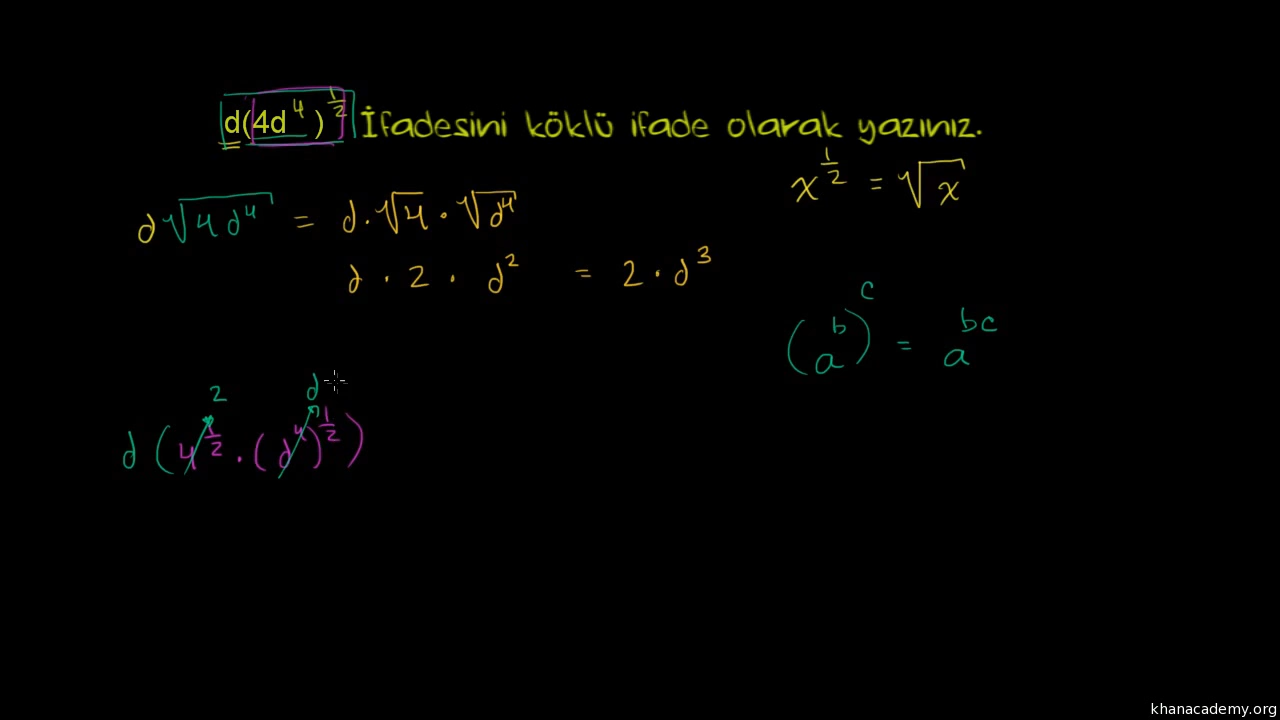 d(4d⁴)^½ İfadesini köklü ifade olarak yazınız.
x^½ = √x
d√4d⁴ = d·√4·√d⁴
d · 2 · d² = 2·d³
(a^b)^c = a^bc
2 d
d(4^½·(d⁴)^½)
khanacademy.org